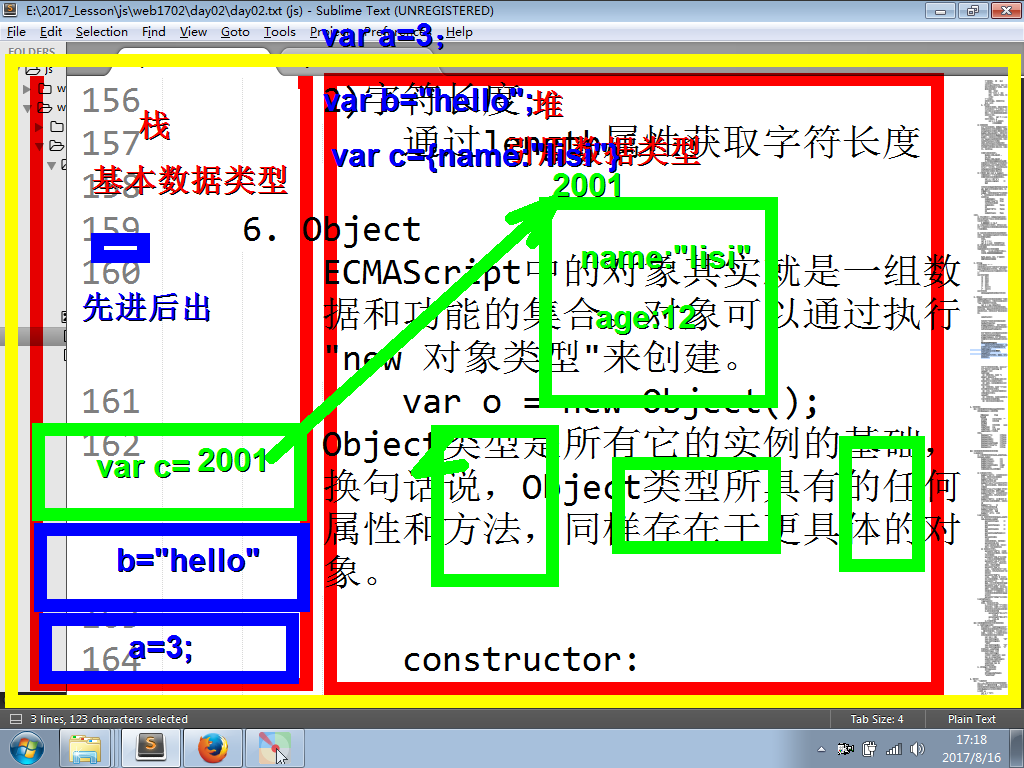 E:\2017_Lesson\js\web1702\day02\day02.txt (js) - Sublime Text (UNREGISTERED)
File Edit Selection Find View Goto Tools Project Preferences Help
var a=3;
FOLDERS
js
156 2)字符长度
var b="hello";
堆
栈
157 通过length属性获取字符长度
引用数据类型
var c={name:"lisi"}
158
基本数据类型
2001
159 6. Object
name:"lisi"
160 ECMAScript中的对象其实就是一组数
据和功能的集合。对象可以通过执行
先进后出
age:12
"new 对象类型"来创建。
161 var o = new Object();
162 Object类型是所有它的实例的基础，
var c= 2001
换句话说，Object类型所具有的任何
属性和方法，同样存在于更具体的对
b="hello"
象。
163
a=3;
164 constructor:
3 lines, 123 characters selected Tab Size: 4 Plain Text
17:18
2017/8/16